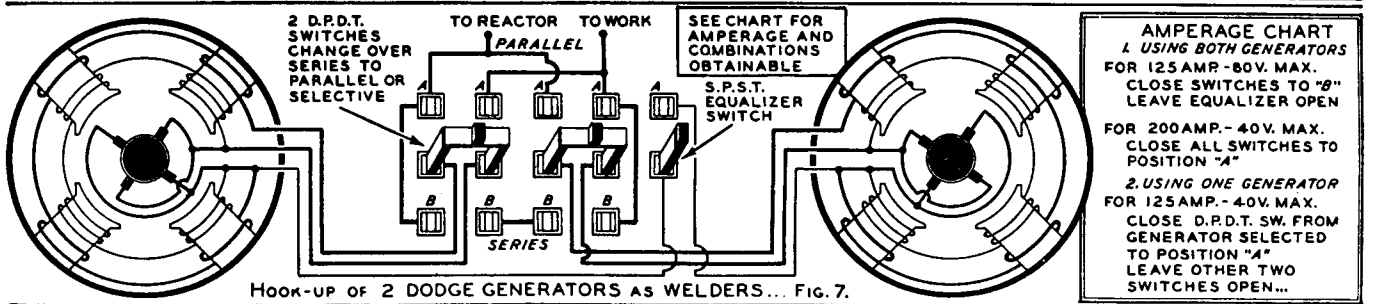 2 D.P.D.T.
SWITCHES
CHANGE OVER
SERIES TO
PARALLEL OR
SELECTIVE
TO REACTOR
TO WORK
PARALLEL
SEE CHART FOR
AMPERAGE AND
COMBINATIONS
OBTAINABLE
S.P.S.T.
EQUALIZER
SWITCH
A A A A A
B B B B
SERIES
HOOK-UP OF 2 DODGE GENERATORS AS WELDERS... FIG. 7.
AMPERAGE CHART
1. USING BOTH GENERATORS
FOR 125 AMP.-80V. MAX.
CLOSE SWITCHES TO "B"
LEAVE EQUALIZER OPEN
FOR 200 AMP.-40V. MAX.
CLOSE ALL SWITCHES TO
POSITION "A"
2. USING ONE GENERATOR
FOR 125 AMP.-40V. MAX.
CLOSE D.P.D.T. SW. FROM
GENERATOR SELECTED
TO POSITION "A"
LEAVE OTHER TWO
SWITCHES OPEN...